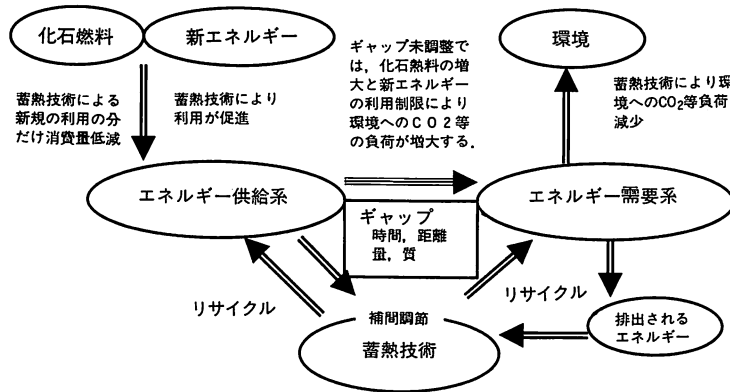 化石燃料
新エネルギー
ギャップ未調整で
は，化石熱料の増
大と新エネルギー
の利用制限により
環境へのＣＯ２等
の負荷が増大する．
環境
蓄熱技術による
新規の利用の分
だけ消費量低減
蓄熱技術により
利用が促進
蓄熱技術により環
境へのCO₂等負荷
減少
エネルギー供給系
エネルギー需要系
ギャップ
時間，距離
量，質
リサイクル
リサイクル
補間調節
蓄熱技術
排出される
エネルギー